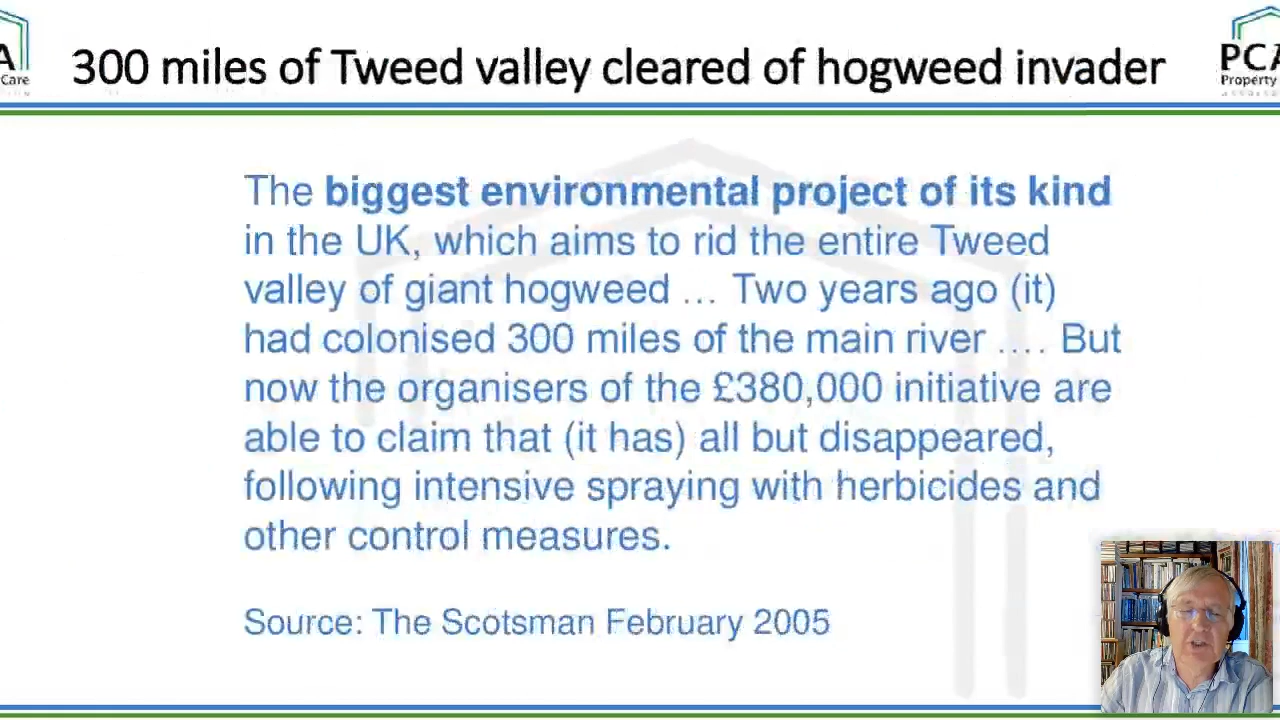 300 miles of Tweed valley cleared of hogweed invader
A
Care
PCA
Property
The biggest environmental project of its kind
in the UK, which aims to rid the entire Tweed
valley of giant hogweed … Two years ago (it)
had colonised 300 miles of the main river …. But
now the organisers of the £380,000 initiative are
able to claim that (it has) all but disappeared,
following intensive spraying with herbicides and
other control measures.
Source: The Scotsman February 2005